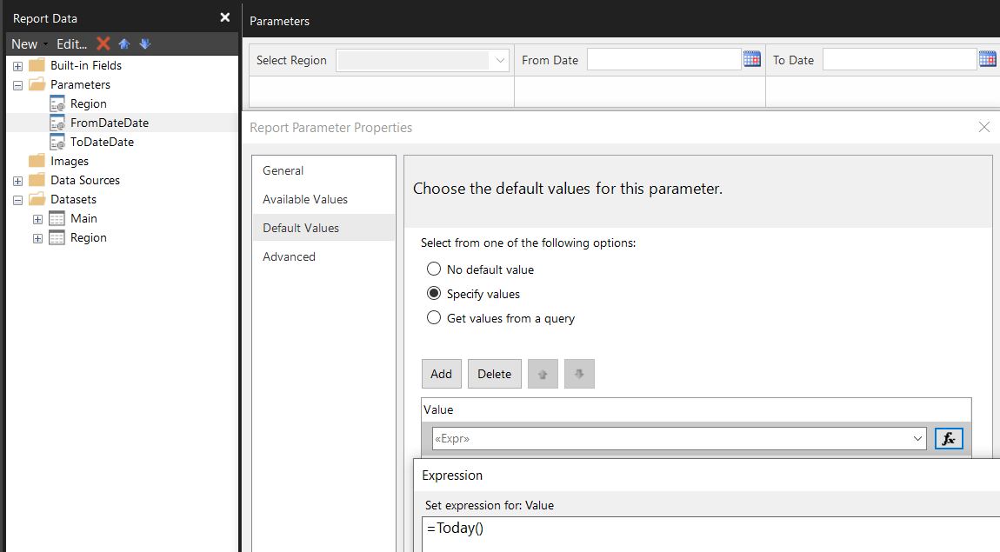 Report Data
New Edit...
Built-in Fields
Parameters
Region
FromDateDate
ToDateDate
Images
Data Sources
Datasets
Main
Region
Parameters
Select Region From Date To Date
Report Parameter Properties
General
Available Values
Default Values
Advanced
Choose the default values for this parameter.
Select from one of the following options:
No default value
Specify values
Get values from a query
Add Delete
Value
«Expr» fx
Expression
Set expression for: Value
=Today()